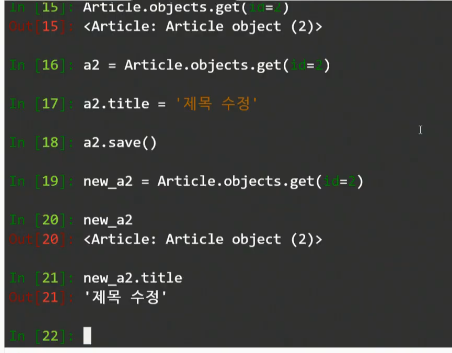 In [15]: Article.objects.get(id=2)
Out[15]: <Article: Article object (2)>
In [16]: a2 = Article.objects.get(id=2)
In [17]: a2.title = '제목 수정'
In [18]: a2.save()
In [19]: new_a2 = Article.objects.get(id=2)
In [20]: new_a2
Out[20]: <Article: Article object (2)>
In [21]: new_a2.title
Out[21]: '제목 수정'
In [22]: